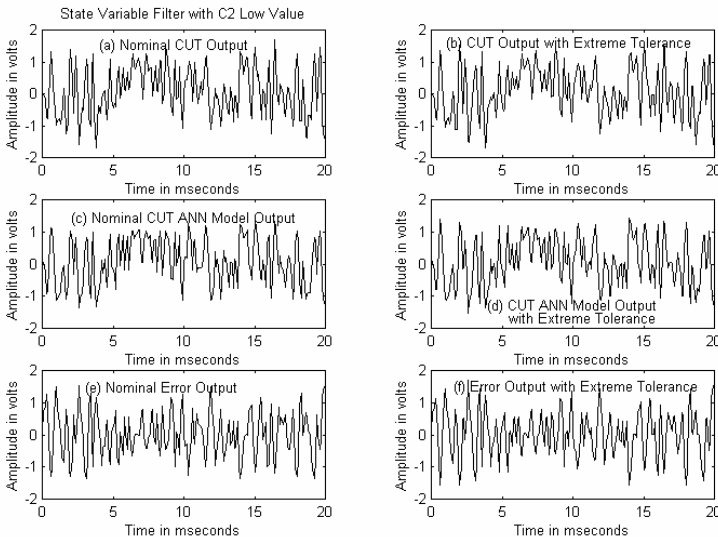 State Variable Filter with C2 Low Value
(a) Nominal CUT Output
Amplitude in volts
2
1
0
-1
-2
0 5 10 15 20
Time in mseconds
(b) CUT Output with Extreme Tolerance
Amplitude in volts
2
1
0
-1
-2
0 5 10 15 20
Time in mseconds
(c) Nominal CUT ANN Model Output
Amplitude in volts
2
1
0
-1
-2
0 5 10 15 20
Time in mseconds
(d) CUT ANN Model Output
with Extreme Tolerance
Amplitude in volts
2
1
0
-1
-2
0 5 10 15 20
Time in mseconds
(e) Nominal Error Output
Amplitude in volts
2
1
0
-1
-2
0 5 10 15 20
Time in mseconds
(f) Error Output with Extreme Tolerance
Amplitude in volts
2
1
0
-1
-2
0 5 10 15 20
Time in mseconds